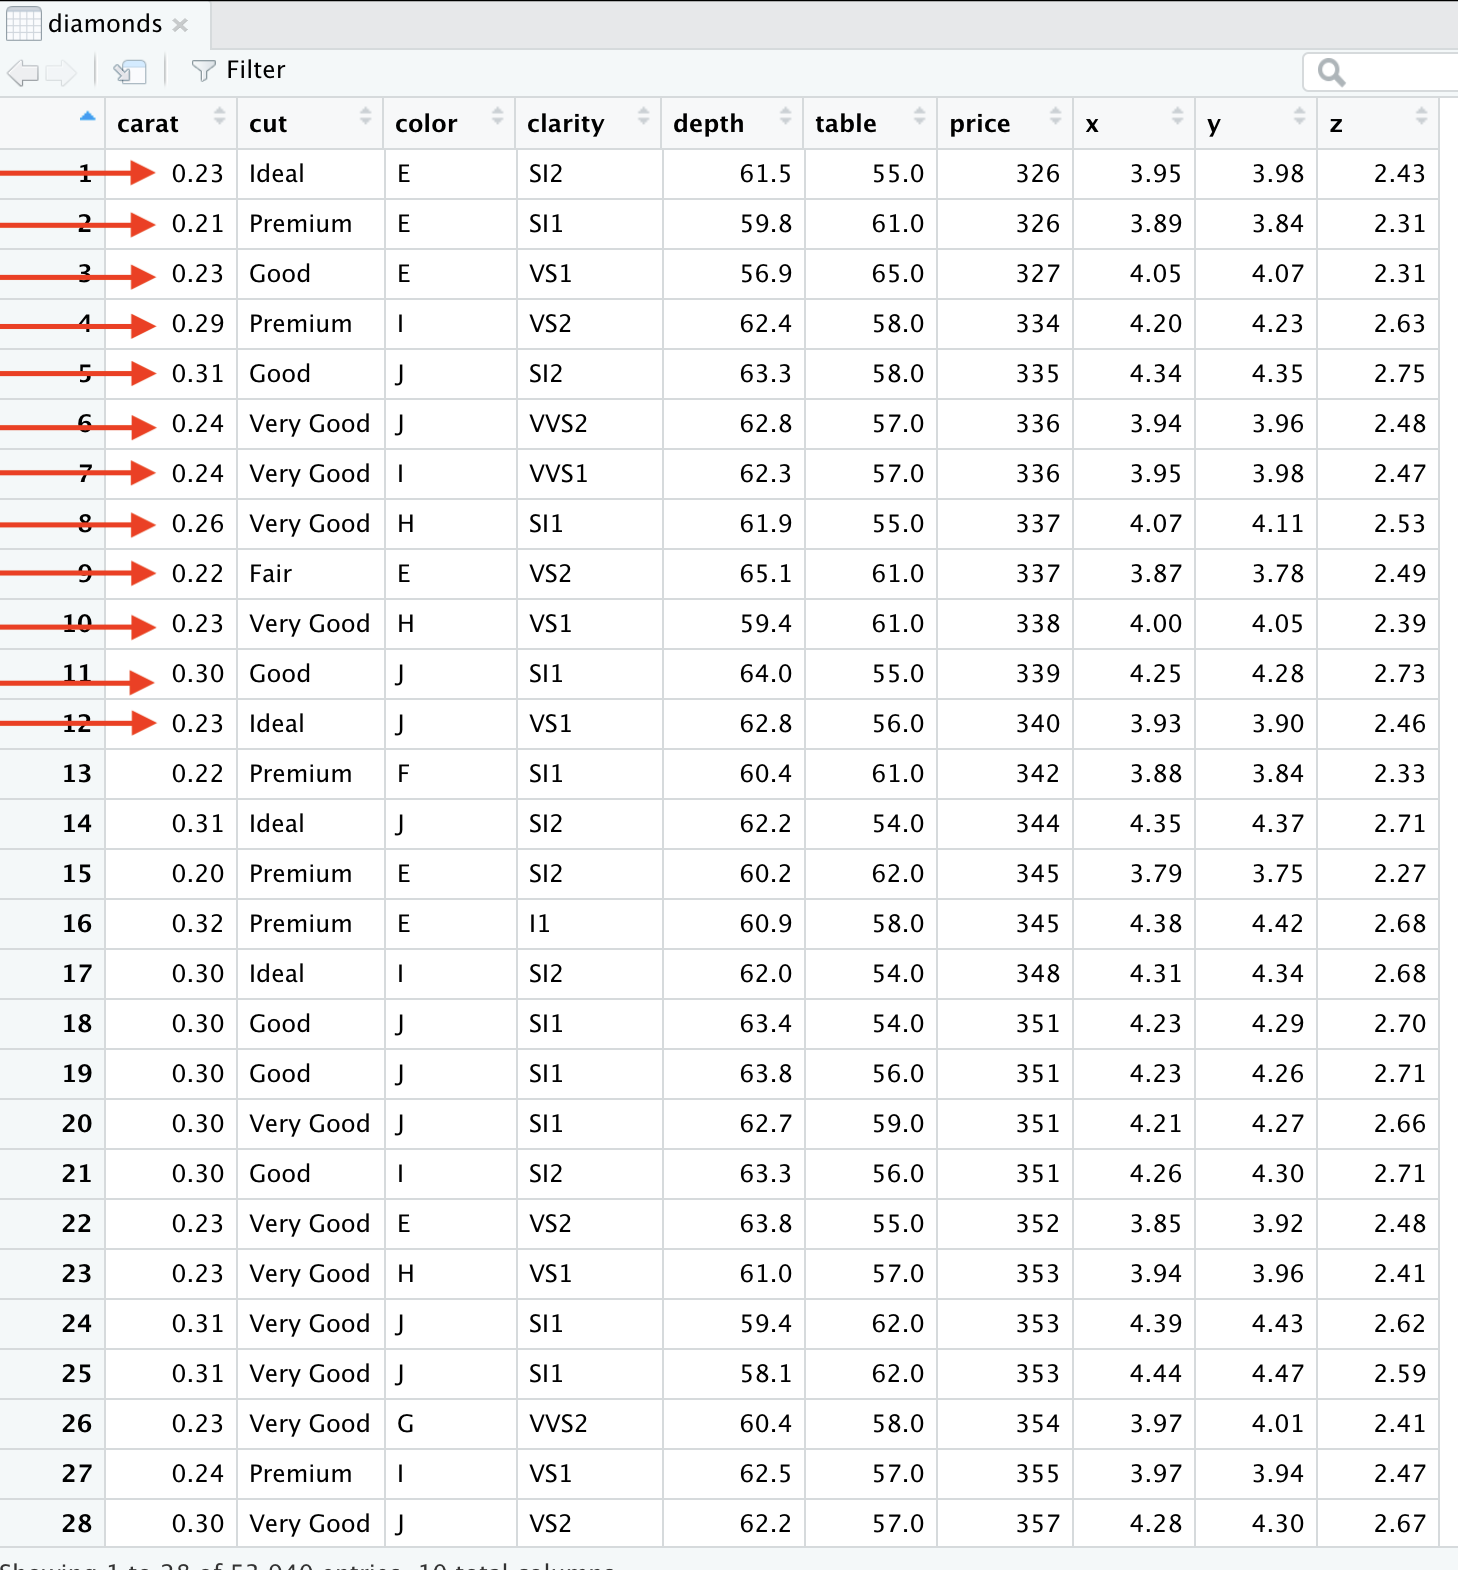 diamonds
Filter
carat cut color clarity depth table price x y z
1 0.23 Ideal E SI2 61.5 55.0 326 3.95 3.98 2.43
2 0.21 Premium E SI1 59.8 61.0 326 3.89 3.84 2.31
3 0.23 Good E VS1 56.9 65.0 327 4.05 4.07 2.31
4 0.29 Premium I VS2 62.4 58.0 334 4.20 4.23 2.63
5 0.31 Good J SI2 63.3 58.0 335 4.34 4.35 2.75
6 0.24 Very Good J VVS2 62.8 57.0 336 3.94 3.96 2.48
7 0.24 Very Good I VVS1 62.3 57.0 336 3.95 3.98 2.47
8 0.26 Very Good H SI1 61.9 55.0 337 4.07 4.11 2.53
9 0.22 Fair E VS2 65.1 61.0 337 3.87 3.78 2.49
10 0.23 Very Good H VS1 59.4 61.0 338 4.00 4.05 2.39
11 0.30 Good J SI1 64.0 55.0 339 4.25 4.28 2.73
12 0.23 Ideal J VS1 62.8 56.0 340 3.93 3.90 2.46
13 0.22 Premium F SI1 60.4 61.0 342 3.88 3.84 2.33
14 0.31 Ideal J SI2 62.2 54.0 344 4.35 4.37 2.71
15 0.20 Premium E SI2 60.2 62.0 345 3.79 3.75 2.27
16 0.32 Premium E I1 60.9 58.0 345 4.38 4.42 2.68
17 0.30 Ideal I SI2 62.0 54.0 348 4.31 4.34 2.68
18 0.30 Good J SI1 63.4 54.0 351 4.23 4.29 2.70
19 0.30 Good J SI1 63.8 56.0 351 4.23 4.26 2.71
20 0.30 Very Good J SI1 62.7 59.0 351 4.21 4.27 2.66
21 0.30 Good I SI2 63.3 56.0 351 4.26 4.30 2.71
22 0.23 Very Good E VS2 63.8 55.0 352 3.85 3.92 2.48
23 0.23 Very Good H VS1 61.0 57.0 353 3.94 3.96 2.41
24 0.31 Very Good J SI1 59.4 62.0 353 4.39 4.43 2.62
25 0.31 Very Good J SI1 58.1 62.0 353 4.44 4.47 2.59
26 0.23 Very Good G VVS2 60.4 58.0 354 3.97 4.01 2.41
27 0.24 Premium I VS1 62.5 57.0 355 3.97 3.94 2.47
28 0.30 Very Good J VS2 62.2 57.0 357 4.28 4.30 2.67
Showing 1 to 28 of 53,940 entries, 10 total columns